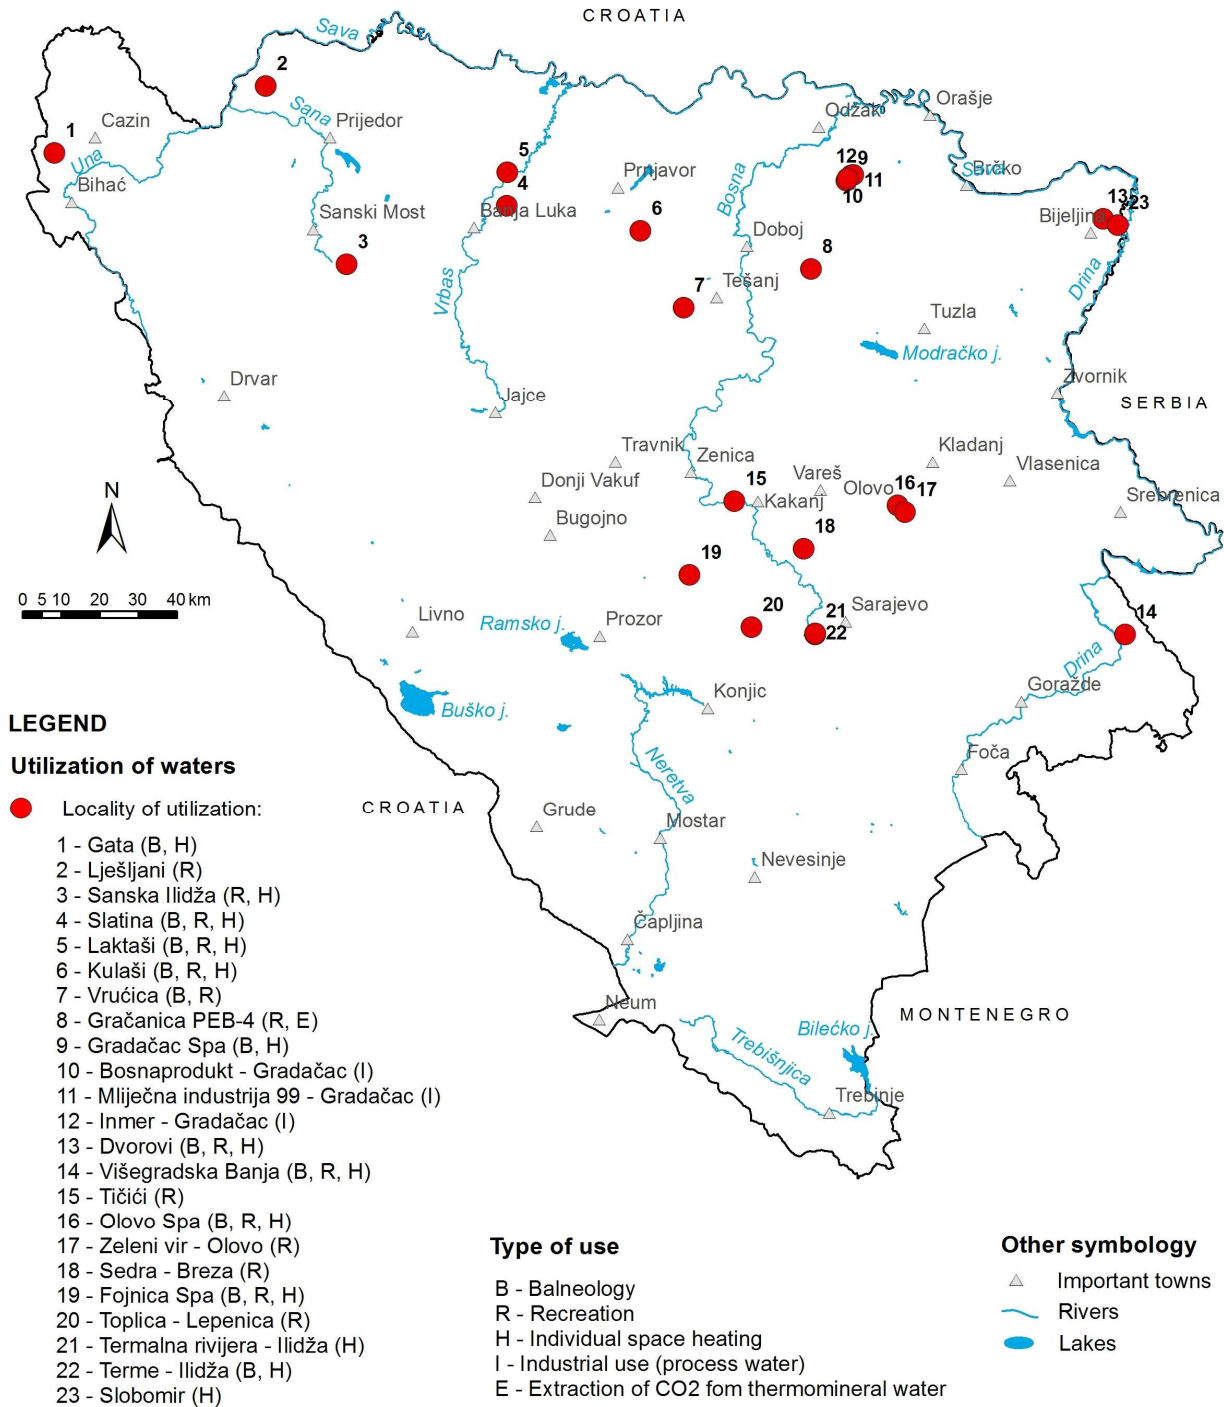 CROATIA
Sava
2
Sana
Prijedor
Cazin
1
Una
Bihać
Sanski Most
3
5
4
Banja Luka
Vrbas
Prnjavor
6
Bosna
Odžak
Orašje
129
11
10
Sava
Brčko
Bijeljina
13
23
Drina
Doboj
8
7
Tešanj
Tuzla
Modračko j.
Zvornik
SERBIA
Drvar
Jajce
Travnik
Zenica
Donji Vakuf
Bugojno
15
Kakanj
Vareš
Olovo
16
17
Kladanj
Vlasenica
Srebrenica
18
19
N
0 5 10 20 30 40 km
Livno
Ramsko j.
Prozor
20
21
22
Sarajevo
14
Drina
Goražde
Foča
Konjic
Buško j.
Neretva
CROATIA
Grude
Mostar
Nevesinje
Čapljina
Neum
MONTENEGRO
Bilećko j.
Trebišnjica
Trebinje
LEGEND
Utilization of waters
Locality of utilization:
1 - Gata (B, H)
2 - Lješljani (R)
3 - Sanska Ilidža (R, H)
4 - Slatina (B, R, H)
5 - Laktaši (B, R, H)
6 - Kulaši (B, R, H)
7 - Vrućica (B, R)
8 - Gračanica PEB-4 (R, E)
9 - Gradačac Spa (B, H)
10 - Bosnaprodukt - Gradačac (I)
11 - Mliječna industrija 99 - Gradačac (I)
12 - Inmer - Gradačac (I)
13 - Dvorovi (B, R, H)
14 - Višegradska Banja (B, R, H)
15 - Tičići (R)
16 - Olovo Spa (B, R, H)
17 - Zeleni vir - Olovo (R)
18 - Sedra - Breza (R)
19 - Fojnica Spa (B, R, H)
20 - Toplica - Lepenica (R)
21 - Termalna rivijera - Ilidža (H)
22 - Terme - Ilidža (B, H)
23 - Slobomir (H)
Type of use
B - Balneology
R - Recreation
H - Individual space heating
I - Industrial use (process water)
E - Extraction of CO2 fom thermomineral water
Other symbology
Important towns
Rivers
Lakes